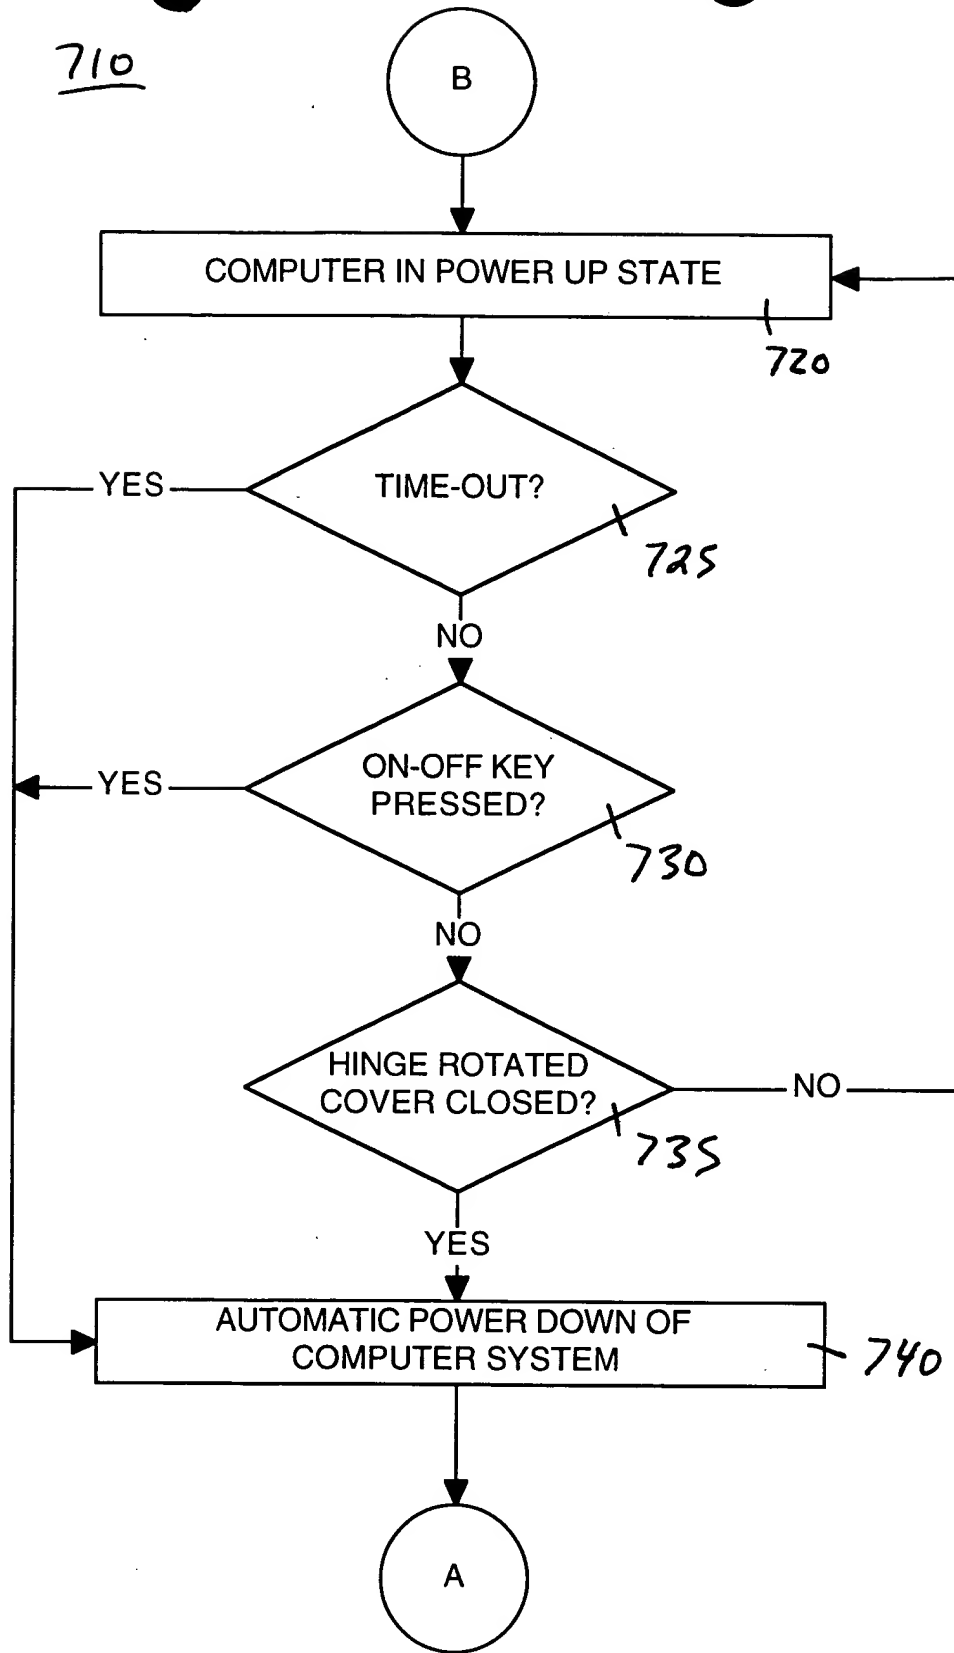 710
B
COMPUTER IN POWER UP STATE
720
YES
TIME-OUT?
725
NO
YES
ON-OFF KEY
PRESSED?
730
NO
HINGE ROTATED
COVER CLOSED?
NO
735
YES
AUTOMATIC POWER DOWN OF
COMPUTER SYSTEM
740
A